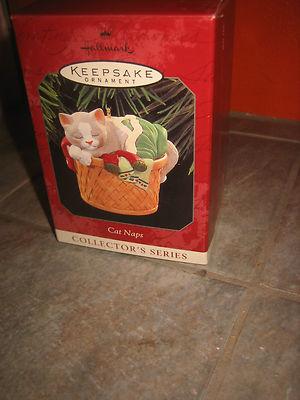 Hallmark
KEEPSAKE
ORNAMENT
Cat Naps
COLLECTOR'S SERIES